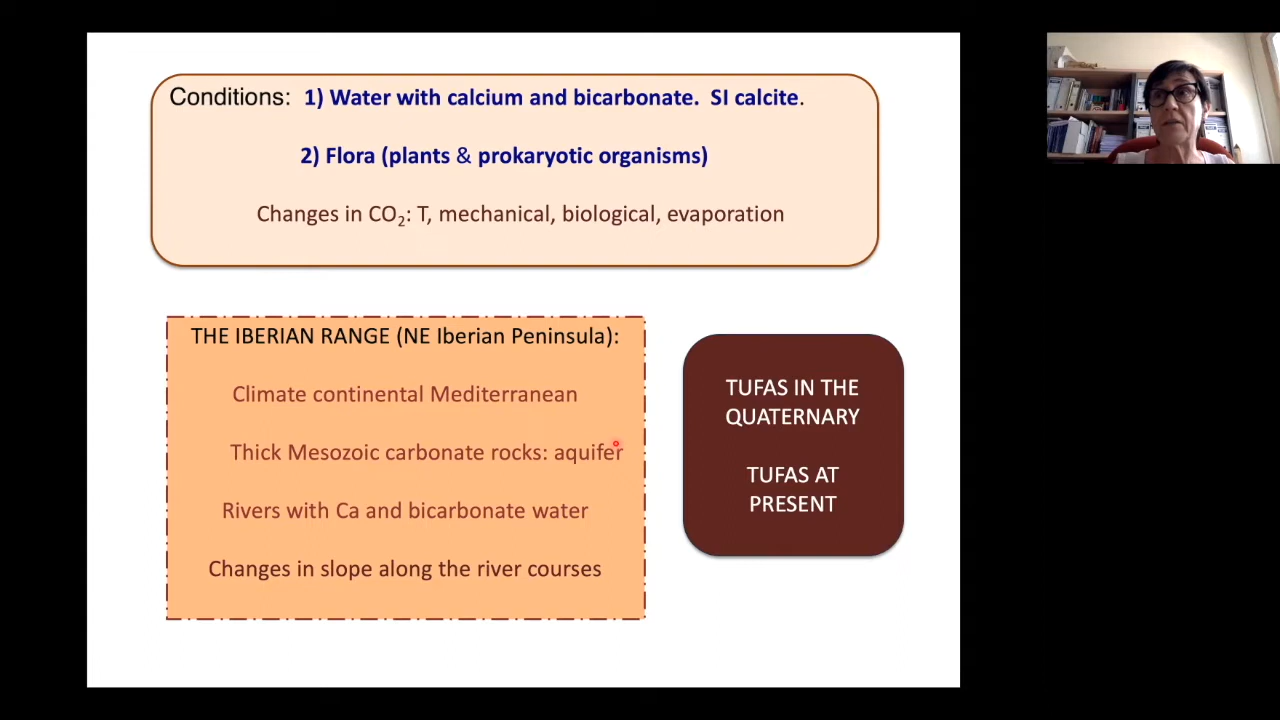 Conditions: 1) Water with calcium and bicarbonate. SI calcite.
2) Flora (plants & prokaryotic organisms)
Changes in CO₂: T, mechanical, biological, evaporation
THE IBERIAN RANGE (NE Iberian Peninsula):
Climate continental Mediterranean
Thick Mesozoic carbonate rocks: aquifer
Rivers with Ca and bicarbonate water
Changes in slope along the river courses
TUFAS IN THE
QUATERNARY
TUFAS AT
PRESENT